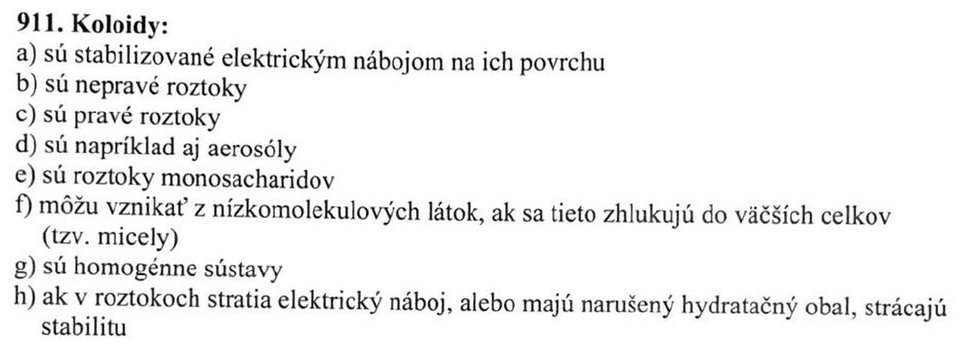 911. Koloidy:
a) sú stabilizované elektrickým nábojom na ich povrchu
b) sú nepravé roztoky
c) sú pravé roztoky
d) sú napríklad aj aerosóly
e) sú roztoky monosacharidov
f) môžu vznikať z nízkomolekulových látok, ak sa tieto zhlukujú do väčších celkov
(tzv. micely)
g) sú homogénne sústavy
h) ak v roztokoch stratia elektrický náboj, alebo majú narušený hydratačný obal, strácajú
stabilitu